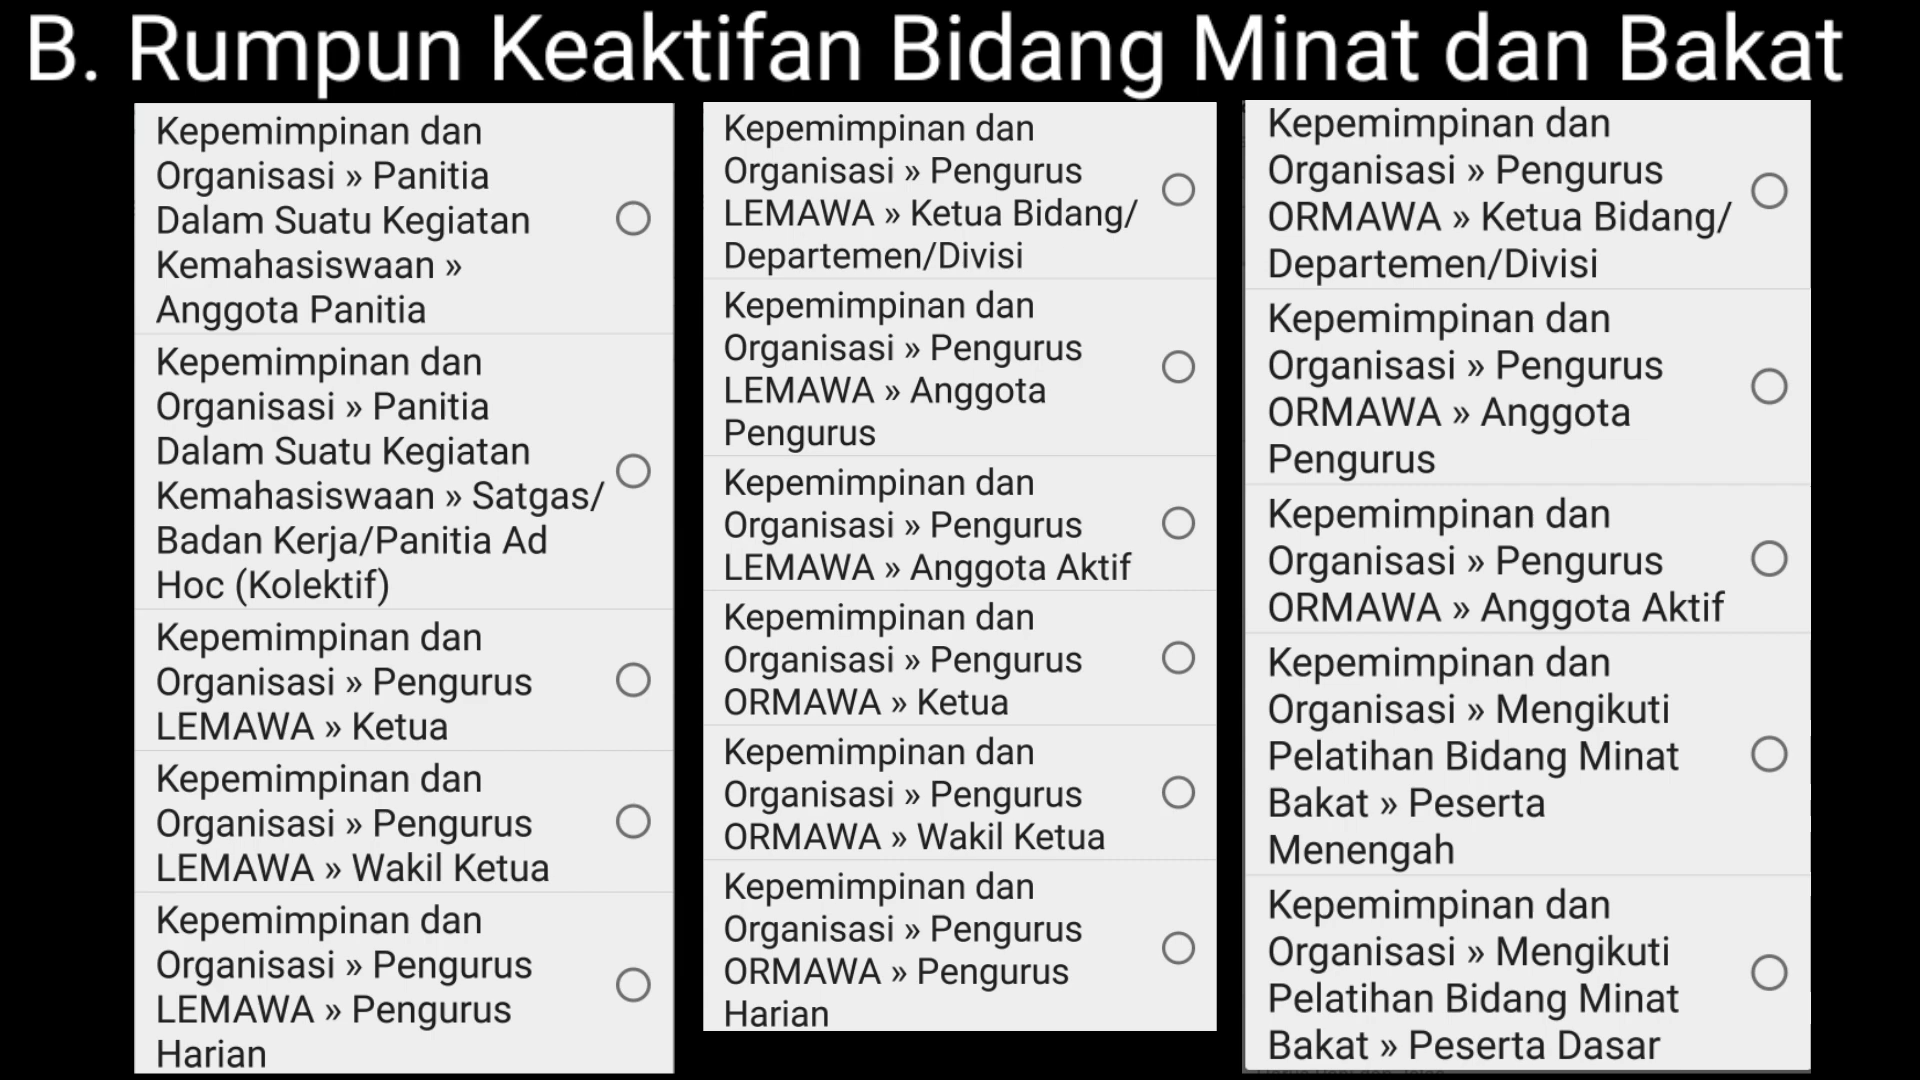 B. Rumpun Keaktifan Bidang Minat dan Bakat
Kepemimpinan dan
Organisasi » Panitia
Dalam Suatu Kegiatan
Kemahasiswaan »
Anggota Panitia
Kepemimpinan dan
Organisasi » Panitia
Dalam Suatu Kegiatan
Kemahasiswaan » Satgas/
Badan Kerja/Panitia Ad
Hoc (Kolektif)
Kepemimpinan dan
Organisasi » Pengurus
LEMAWA » Ketua
Kepemimpinan dan
Organisasi » Pengurus
LEMAWA » Wakil Ketua
Kepemimpinan dan
Organisasi » Pengurus
LEMAWA » Pengurus
Harian
Kepemimpinan dan
Organisasi » Pengurus
LEMAWA » Ketua Bidang/
Departemen/Divisi
Kepemimpinan dan
Organisasi » Pengurus
LEMAWA » Anggota
Pengurus
Kepemimpinan dan
Organisasi » Pengurus
LEMAWA » Anggota Aktif
Kepemimpinan dan
Organisasi » Pengurus
ORMAWA » Ketua
Kepemimpinan dan
Organisasi » Pengurus
ORMAWA » Wakil Ketua
Kepemimpinan dan
Organisasi » Pengurus
ORMAWA » Pengurus
Harian
Kepemimpinan dan
Organisasi » Pengurus
ORMAWA » Ketua Bidang/
Departemen/Divisi
Kepemimpinan dan
Organisasi » Pengurus
ORMAWA » Anggota
Pengurus
Kepemimpinan dan
Organisasi » Pengurus
ORMAWA » Anggota Aktif
Kepemimpinan dan
Organisasi » Mengikuti
Pelatihan Bidang Minat
Bakat » Peserta
Menengah
Kepemimpinan dan
Organisasi » Mengikuti
Pelatihan Bidang Minat
Bakat » Peserta Dasar